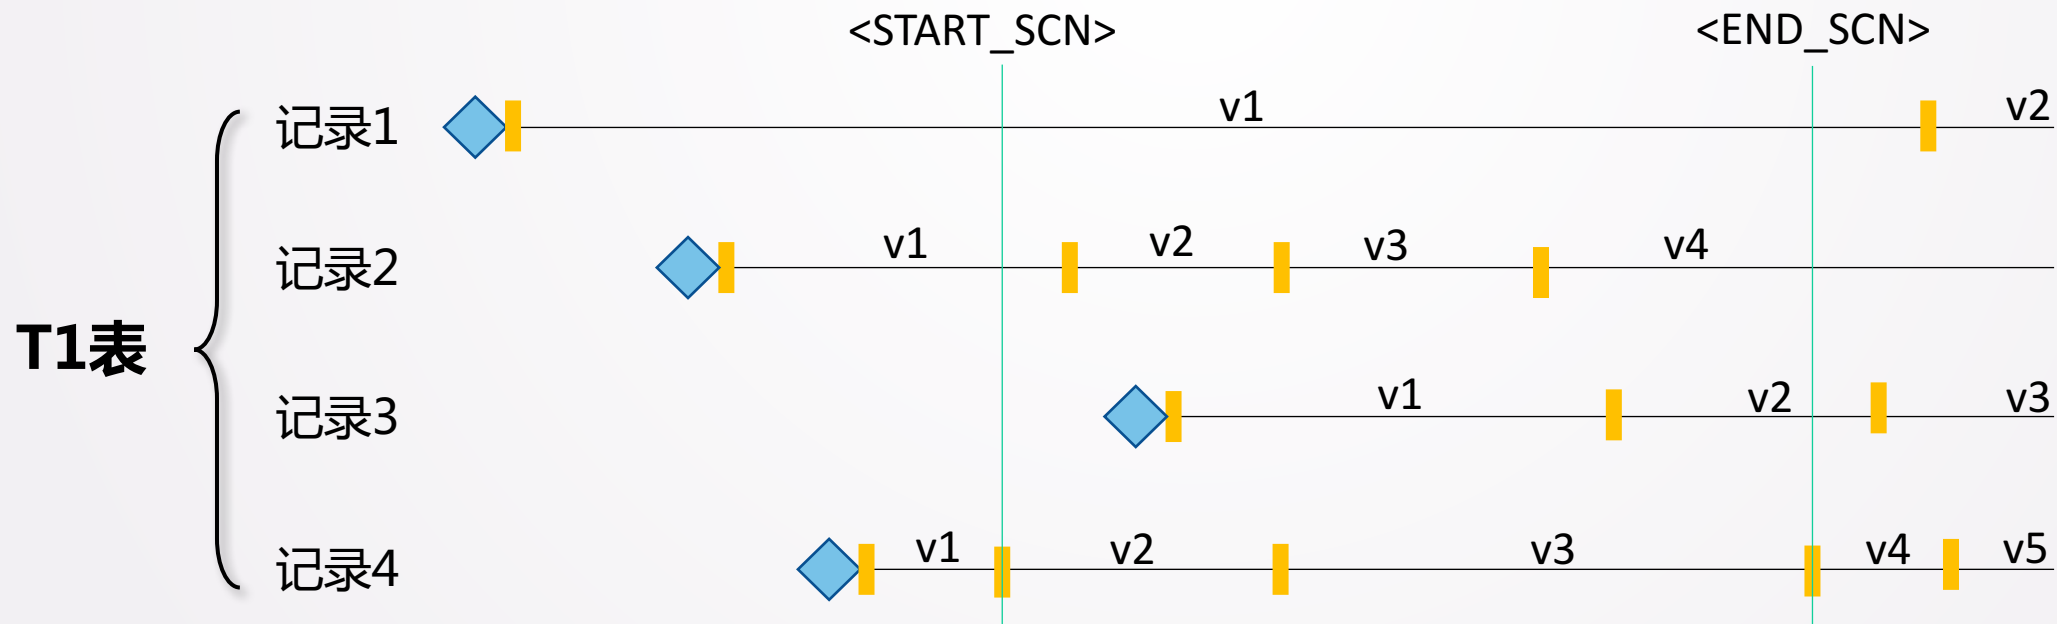 <START_SCN> <END_SCN>
记录1 v1 v2
记录2 v1 v2 v3 v4
T1表
记录3 v1 v2 v3
记录4 v1 v2 v3 v4 v5